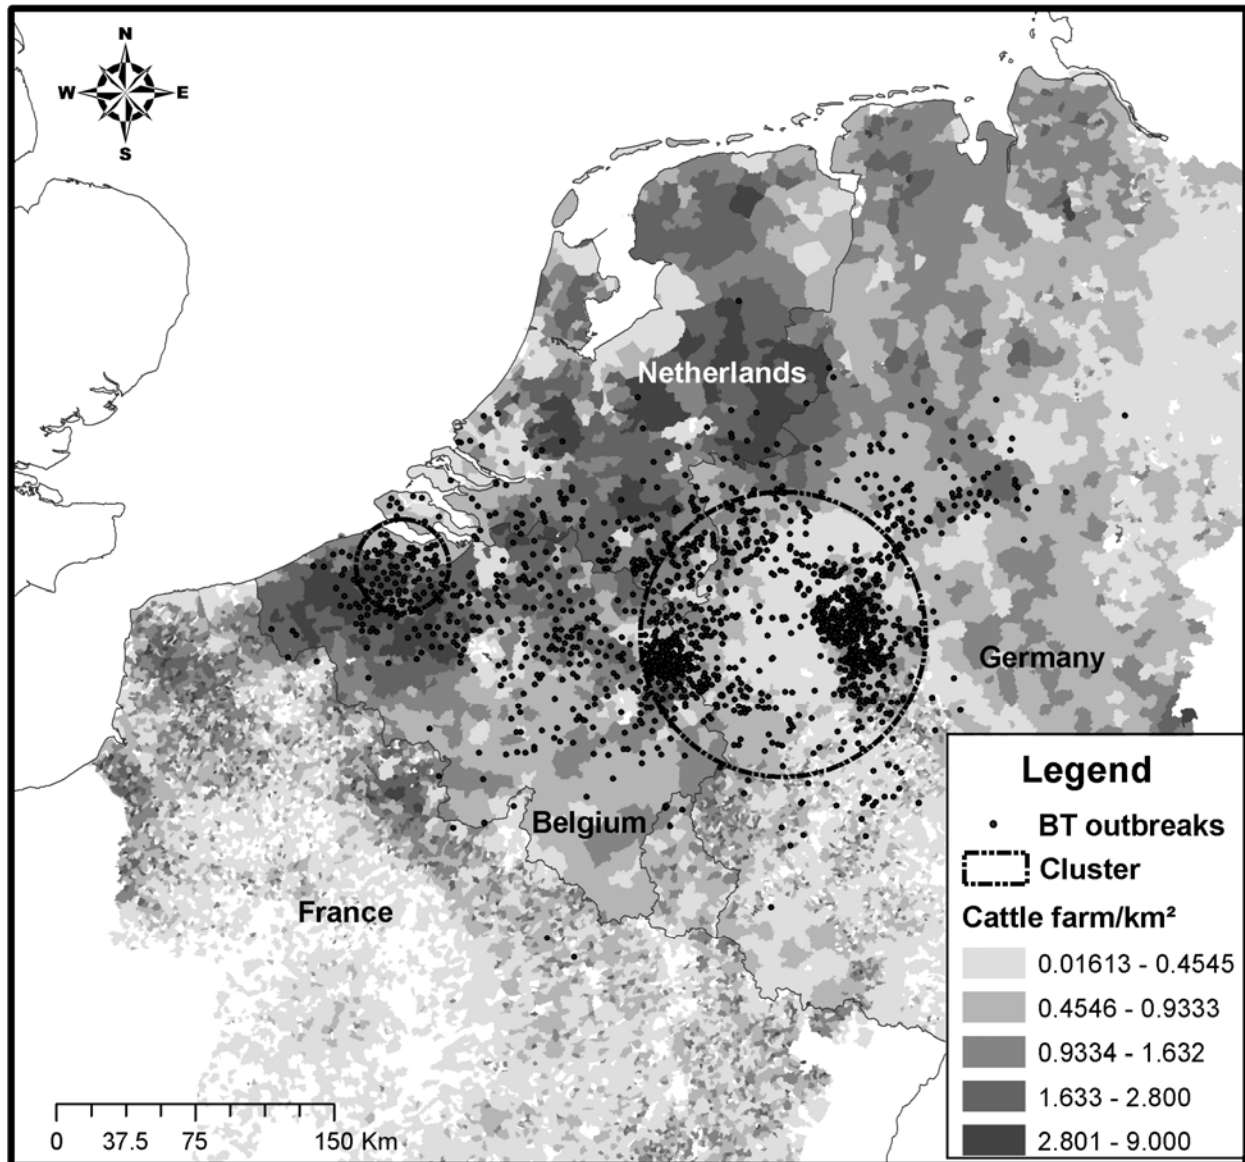 N
W E
S
Netherlands
Germany
Belgium
France
Legend
BT outbreaks
Cluster
Cattle farm/km²
0.01613 - 0.4545
0.4546 - 0.9333
0.9334 - 1.632
1.633 - 2.800
2.801 - 9.000
0 37.5 75 150 Km